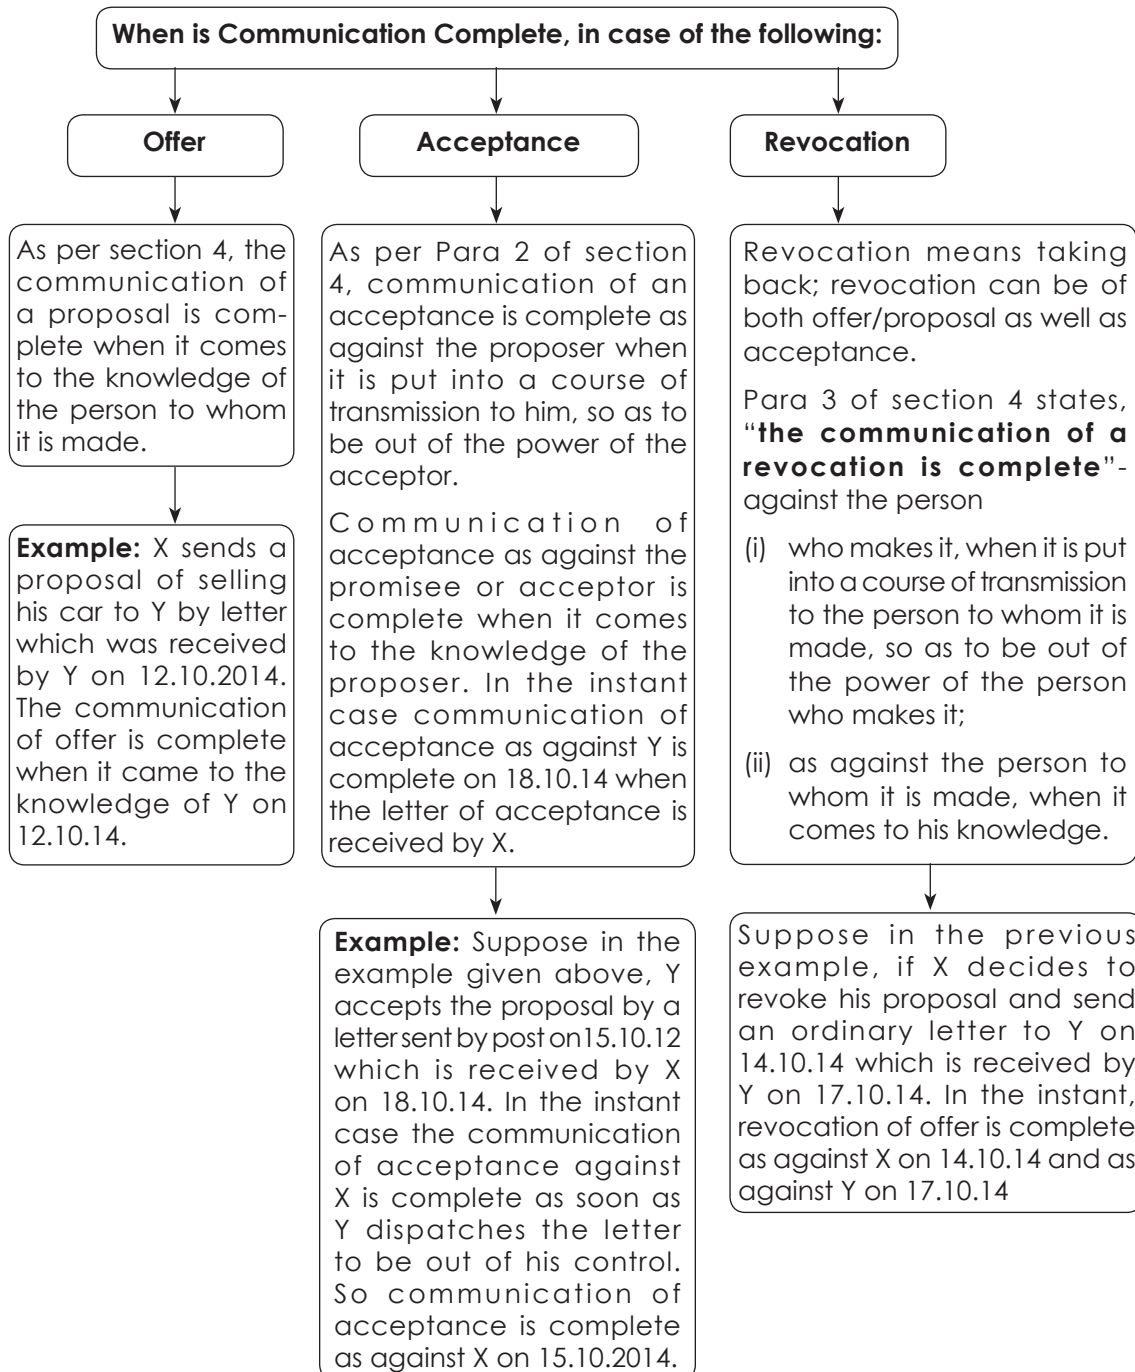 When is Communication Complete, in case of the following:
Offer
As per section 4, the
communication of
a proposal is com-
plete when it comes
to the knowledge of
the person to whom
it is made.
Example: X sends a
proposal of selling
his car to Y by letter
which was received
by Y on 12.10.2014.
The communication
of offer is complete
when it came to the
knowledge of Y on
12.10.14.
Acceptance
As per Para 2 of section
4, communication of an
acceptance is complete as
against the proposer when
it is put into a course of
transmission to him, so as to
be out of the power of the
acceptor.
Communication of
acceptance as against the
promisee or acceptor is
complete when it comes
to the knowledge of the
proposer. In the instant
case communication of
acceptance as against Y is
complete on 18.10.14 when
the letter of acceptance is
received by X.
Example: Suppose in the
example given above, Y
accepts the proposal by a
letter sent by post on 15.10.12
which is received by X
on 18.10.14. In the instant
case the communication
of acceptance against
X is complete as soon as
Y dispatches the letter
to be out of his control.
So communication of
acceptance is complete
as against X on 15.10.2014.
Revocation
Revocation means taking
back; revocation can be of
both offer/proposal as well as
acceptance.
Para 3 of section 4 states,
“the communication of a
revocation is complete”-
against the person
(i) who makes it, when it is put
into a course of transmission
to the person to whom it is
made, so as to be out of
the power of the person
who makes it;
(ii) as against the person to
whom it is made, when it
comes to his knowledge.
Suppose in the previous
example, if X decides to
revoke his proposal and send
an ordinary letter to Y on
14.10.14 which is received by
Y on 17.10.14. In the instant,
revocation of offer is complete
as against X on 14.10.14 and as
against Y on 17.10.14